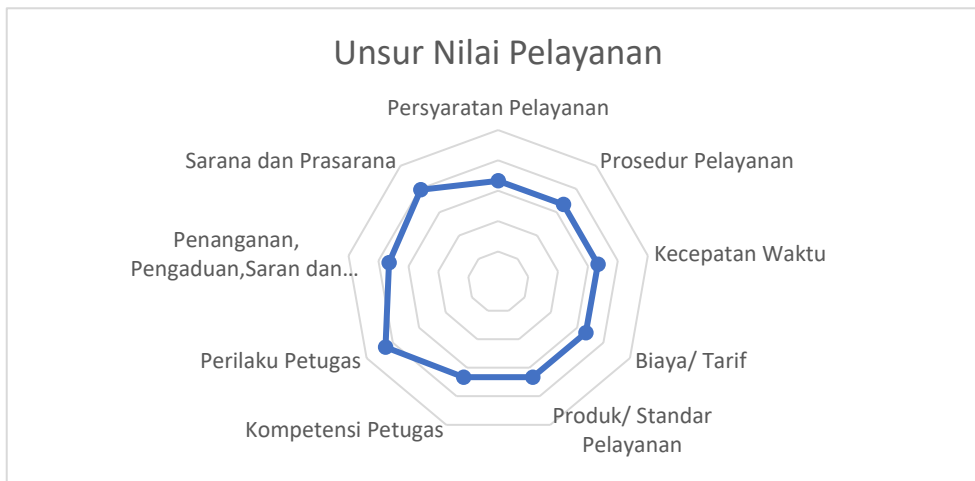 Unsur Nilai Pelayanan
Persyaratan Pelayanan
Prosedur Pelayanan
Kecepatan Waktu
Biaya/ Tarif
Produk/ Standar
Pelayanan
Kompetensi Petugas
Perilaku Petugas
Penanganan,
Pengaduan,Saran dan…
Sarana dan Prasarana